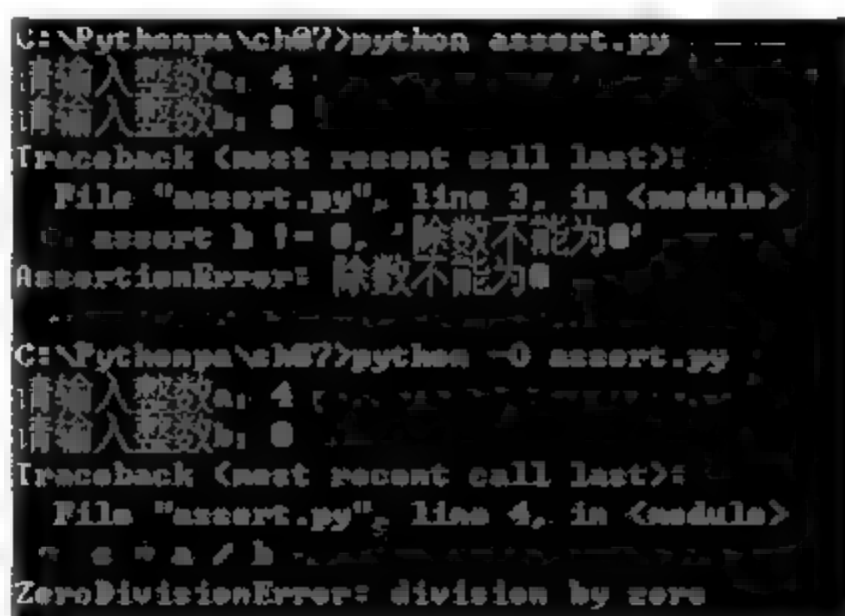 C:\Pythonpa\ch07>python assert.py
请输入整数a: 4
请输入整数b: 0
Traceback (most recent call last):
File "assert.py", line 3, in <module>
assert b != 0, '除数不能为0'
AssertionError: 除数不能为0
C:\Pythonpa\ch07>python -O assert.py
请输入整数a: 4
请输入整数b: 0
Traceback (most recent call last):
File "assert.py", line 4, in <module>
c = a / b
ZeroDivisionError: division by zero